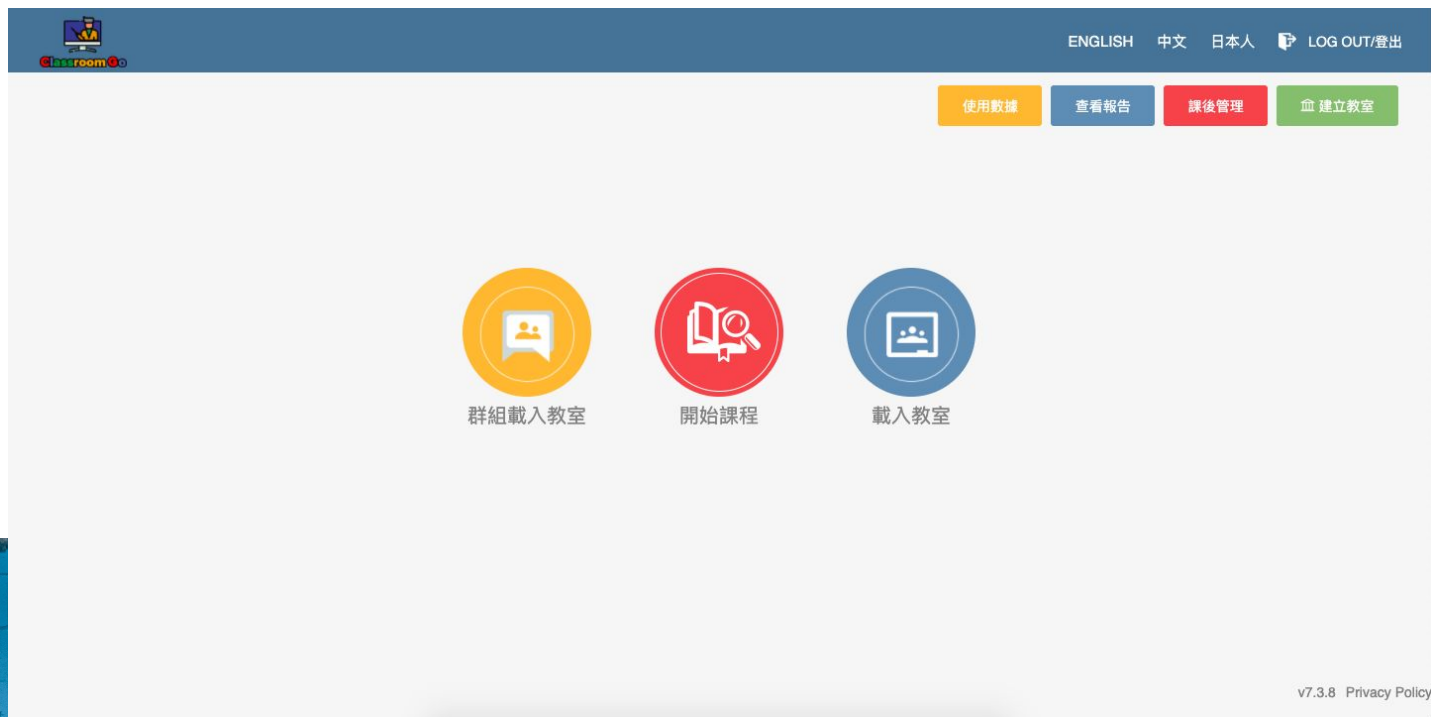 ClassroomGo
ENGLISH 中文 日本人 LOG OUT/登出
使用數據 查看報告 課後管理 建立教室
群組載入教室 開始課程 載入教室
v7.3.8 Privacy Policy